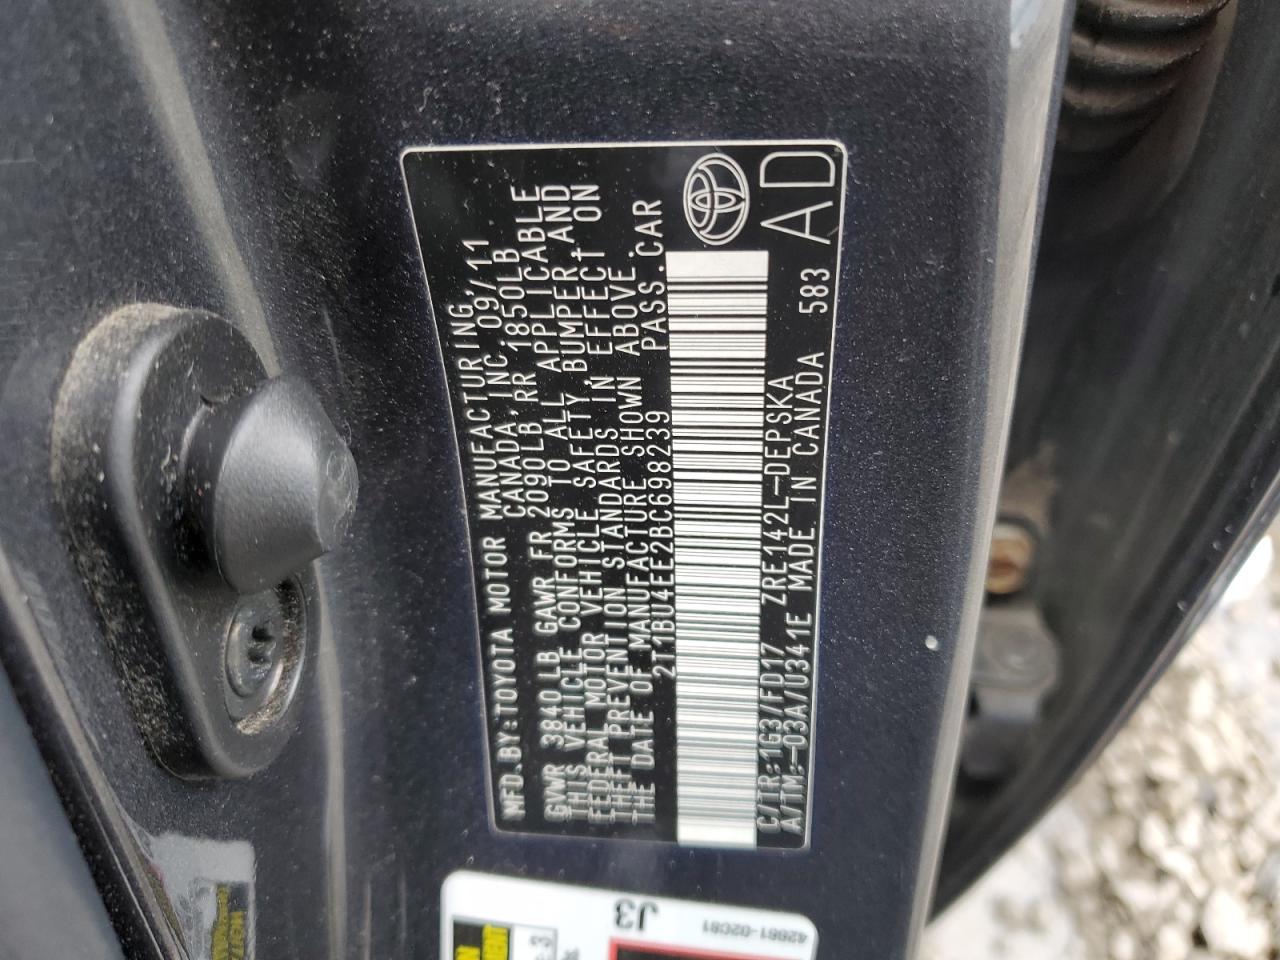 MFD.BY:TOYOTA MOTOR MANUFACTURING,
CANADA, INC. 09/11
GVWR 3840LB GAWR FR 2090LB RR 1850LB
THIS VEHICLE CONFORMS TO ALL APPLICABLE
FEDERAL MOTOR VEHICLE SAFETY, BUMPER, AND
THEFT PREVENTION STANDARDS IN EFFECT ON
THE DATE OF MANUFACTURE SHOWN ABOVE.
2T1BU4EE2BC698239 PASS.CAR
C/TR: 1G3/FD17 ZRE142L-DEPSKA
A/TM:-03A/U341E MADE IN CANADA 583
AD
J3
42661-02C81